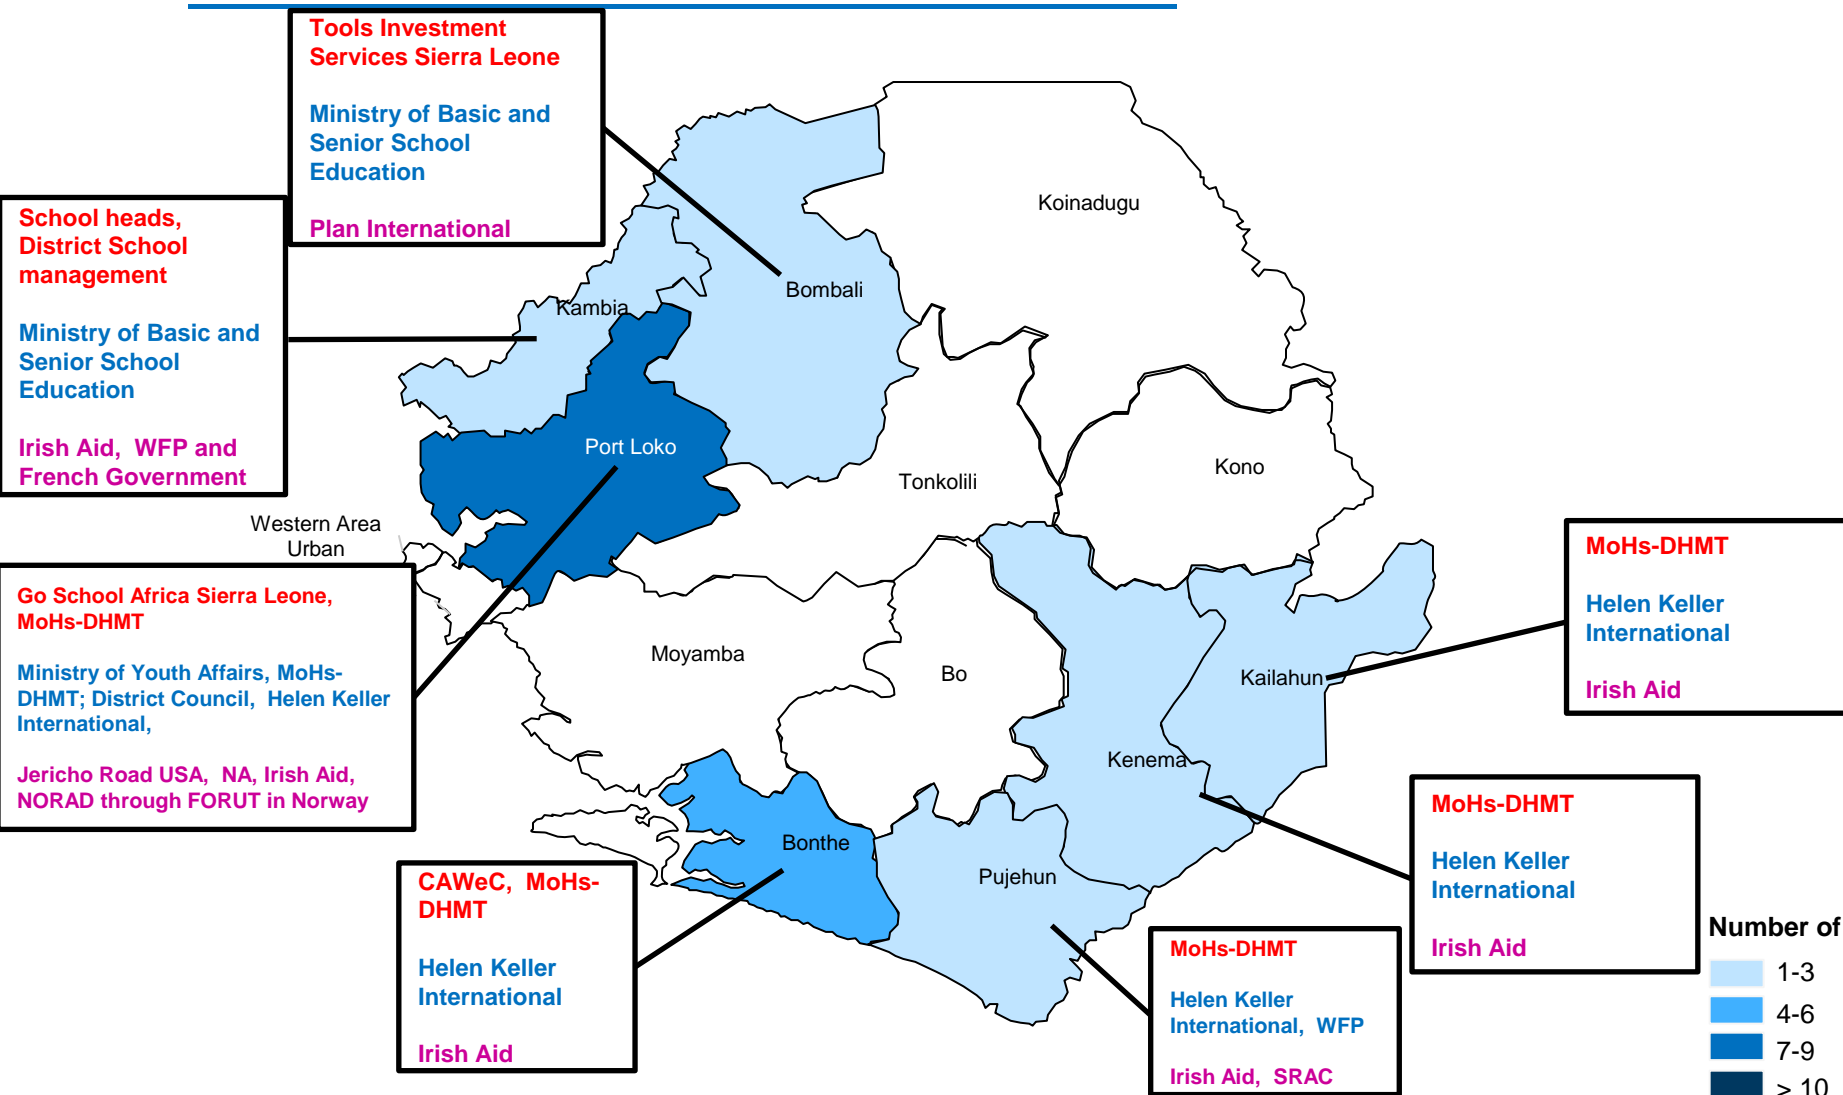 Tools Investment
Services Sierra Leone
Ministry of Basic and
Senior School
Education
Plan International
School heads,
District School
management
Ministry of Basic and
Senior School
Education
Irish Aid, WFP and
French Government
Koinadugu
Bombali
Kambia
Port Loko
Kono
Tonkolili
Western Area
Urban
Go School Africa Sierra Leone,
MoHs-DHMT
Ministry of Youth Affairs, MoHs-
DHMT; District Council, Helen Keller
International,
Jericho Road USA, NA, Irish Aid,
NORAD through FORUT in Norway
Moyamba
Bo
Kailahun
Kenema
Bonthe
Pujehun
MoHs-DHMT
Helen Keller
International
Irish Aid
MoHs-DHMT
Helen Keller
International
Irish Aid
CAWeC, MoHs-
DHMT
Helen Keller
International
Irish Aid
MoHs-DHMT
Helen Keller
International, WFP
Irish Aid, SRAC
Number of
1-3
4-6
7-9
> 10